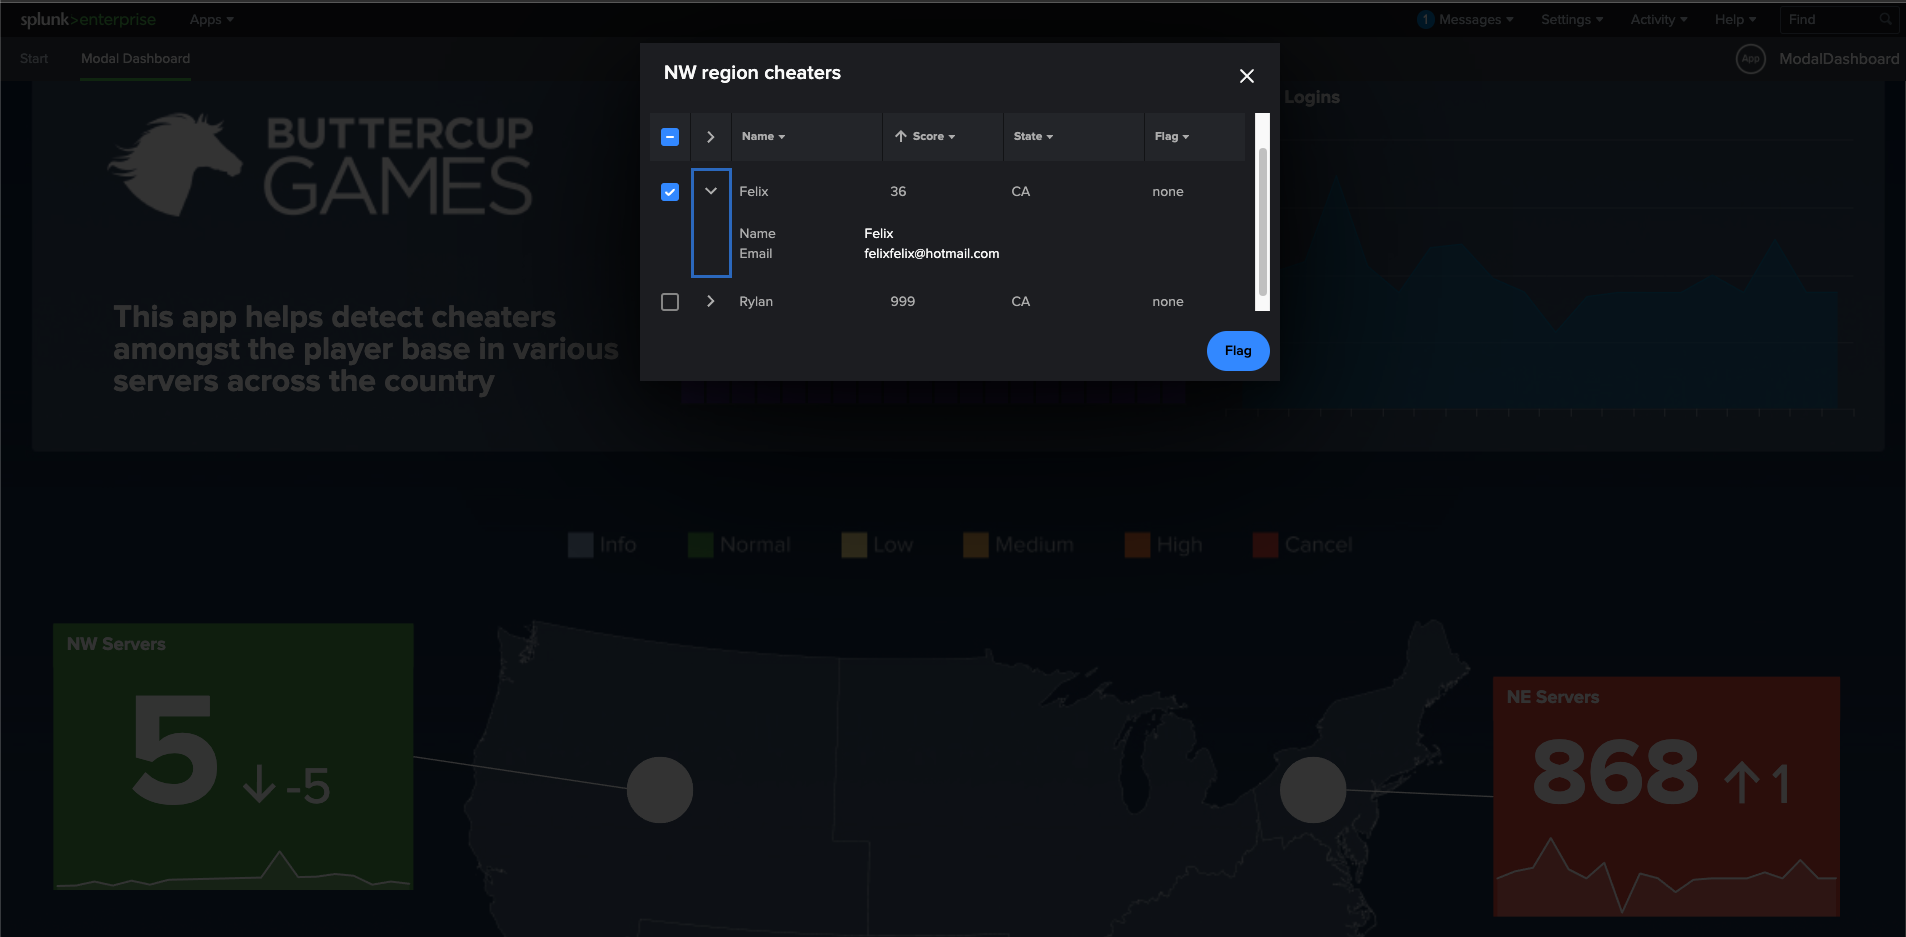 splunk>enterprise Apps 1 Messages Settings Activity Help Find
Start Modal Dashboard App ModalDashboard
NW region cheaters
Logins
Name Score State Flag
Felix 36 CA none
Name Felix
Email felixfelix@hotmail.com
Rylan 999 CA none
Flag
BUTTERCUP
GAMES
This app helps detect cheaters
amongst the player base in various
servers across the country
Info Normal Low Medium High Cancel
NW Servers
5 -5
NE Servers
868 1